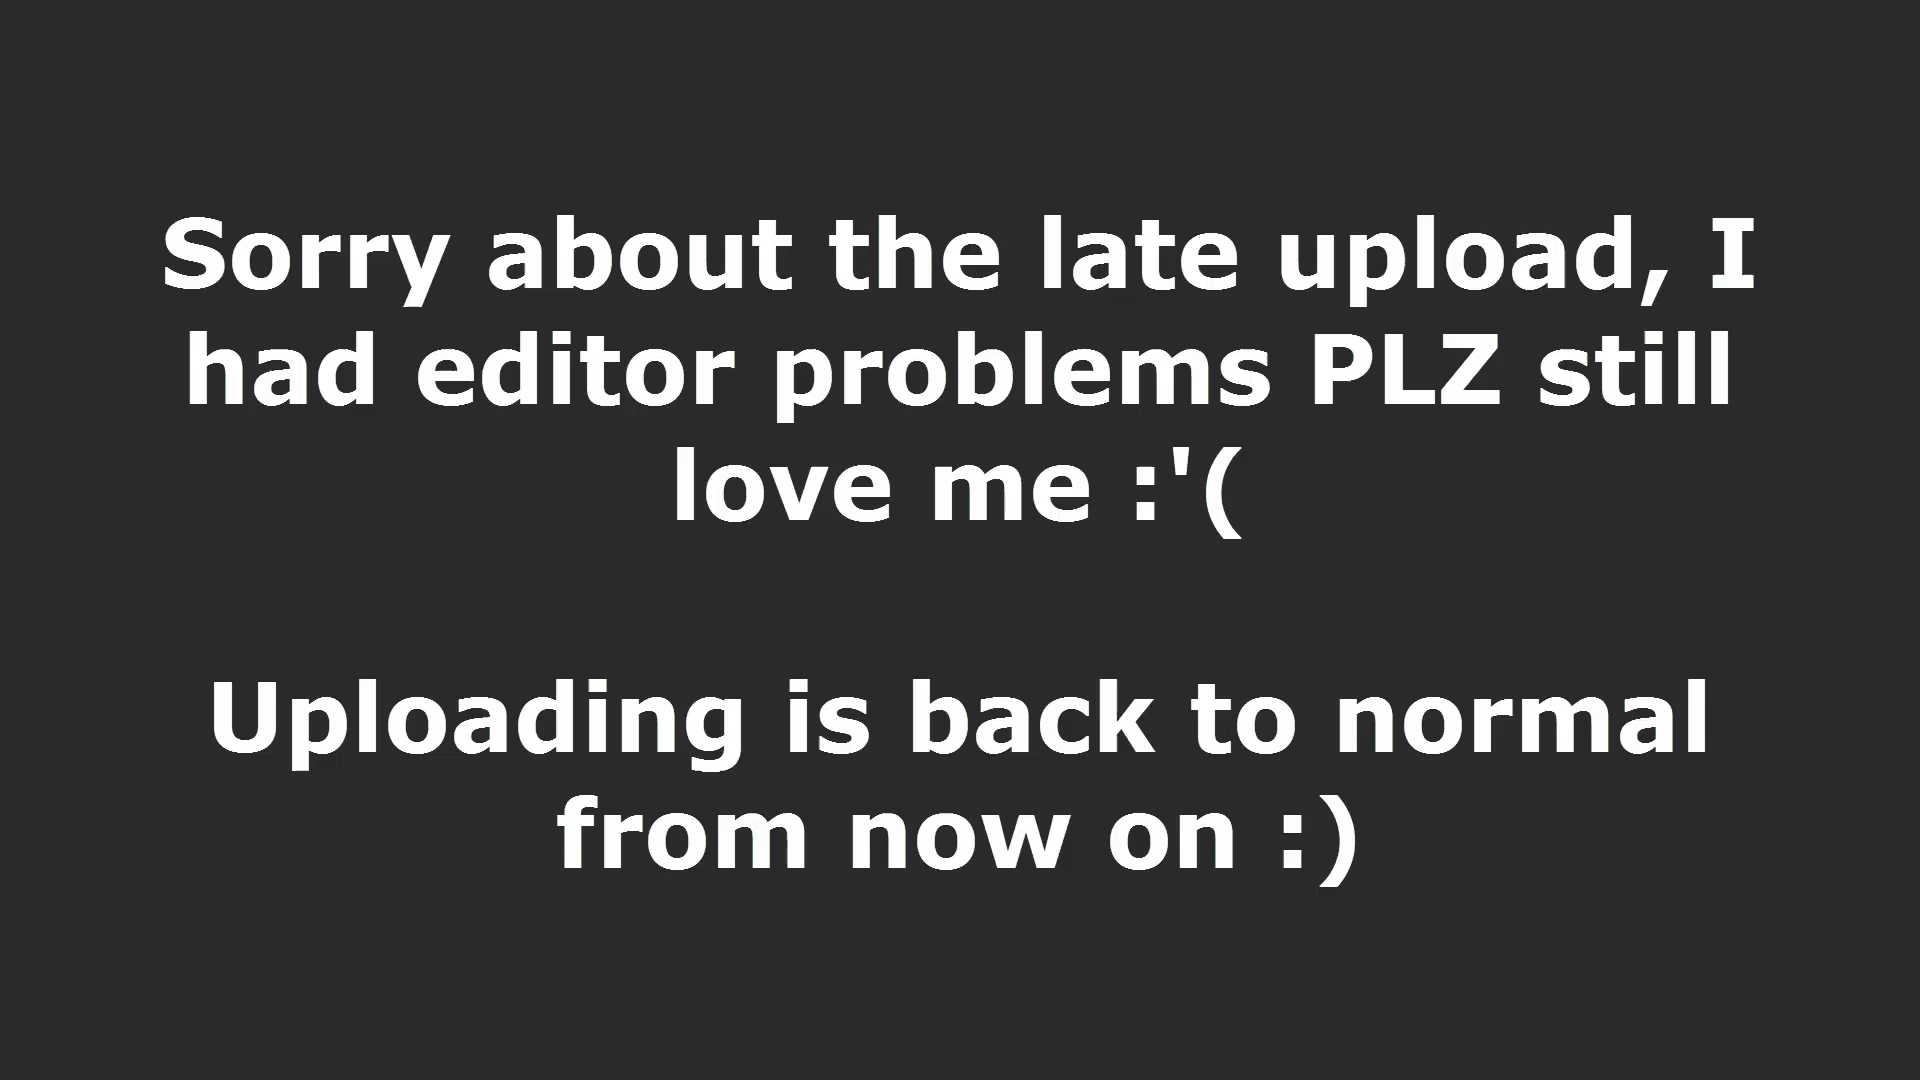 Sorry about the late upload, I
had editor problems PLZ still
love me :'(
Uploading is back to normal
from now on :)